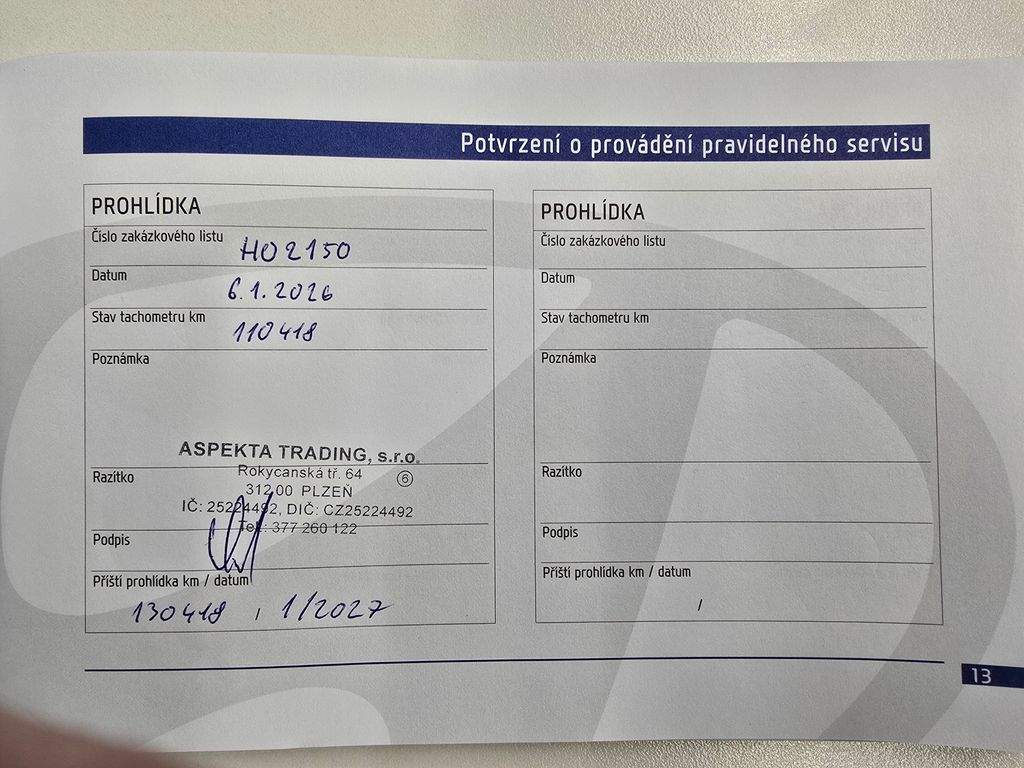 Potvrzení o provádění pravidelného servisu
PROHLÍDKA
Číslo zakázkového listu HO2150
Datum 6.1.2026
Stav tachometru km 110418
Poznámka
ASPEKTA TRADING, s.r.o.
Rokycanská tř. 64 6
312 00 PLZEŇ
Razítko
IČ: 25224492, DIČ: CZ25224492
Tel.: 377 260 122
Podpis
Příští prohlídka km / datum
130418 / 1/2027
PROHLÍDKA
Číslo zakázkového listu
Datum
Stav tachometru km
Poznámka
Razítko
Podpis
Příští prohlídka km / datum
/
13